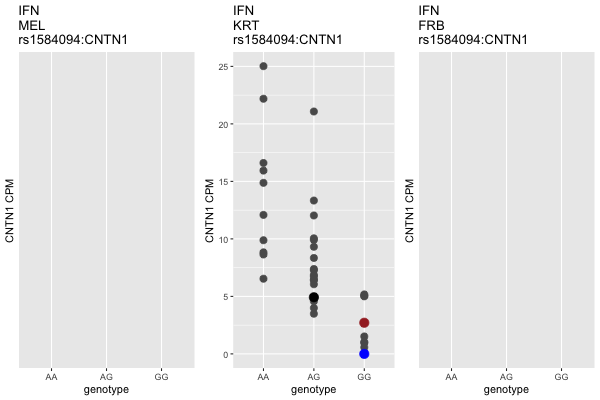 IFN
MEL
rs1584094:CNTN1
CNTN1 CPM
AA AG GG
genotype
IFN
KRT
rs1584094:CNTN1
CNTN1 CPM
25
20
15
10
5
0
AA AG GG
genotype
IFN
FRB
rs1584094:CNTN1
CNTN1 CPM
AA AG GG
genotype